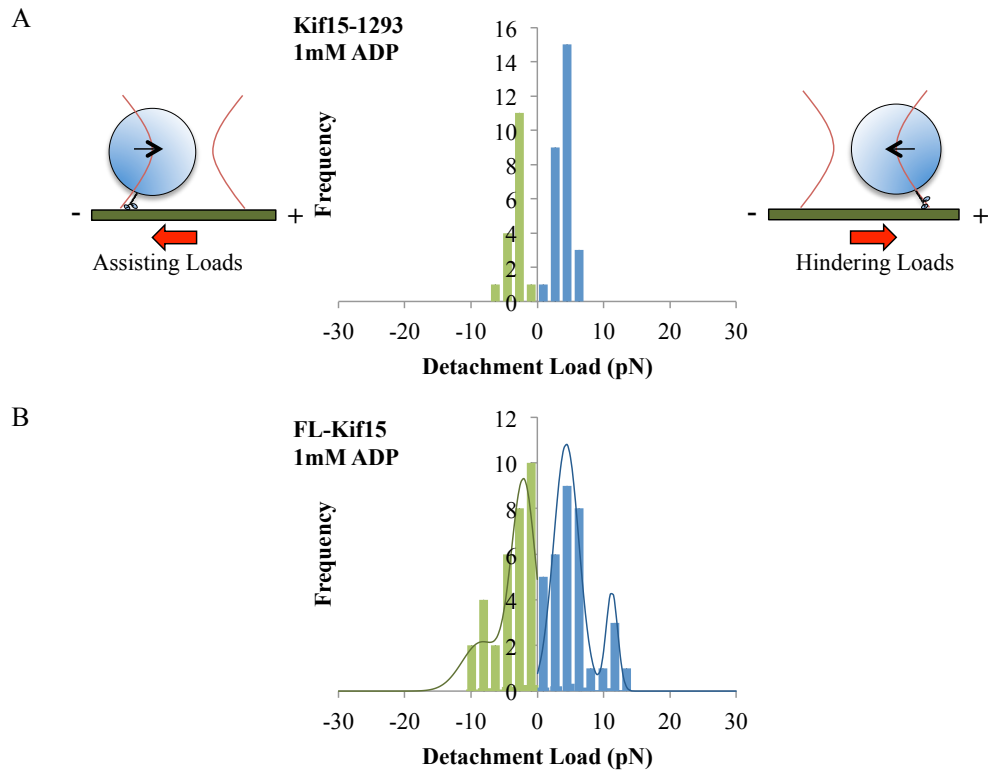 A
Kif15-1293
1mM ADP
Frequency
16
14
12
10
8
6
4
2
0
-30 -20 -10 0 10 20 30
Detachment Load (pN)
- +
Assisting Loads
- +
Hindering Loads
B
FL-Kif15
1mM ADP
Frequency
12
10
8
6
4
2
0
-30 -20 -10 0 10 20 30
Detachment Load (pN)